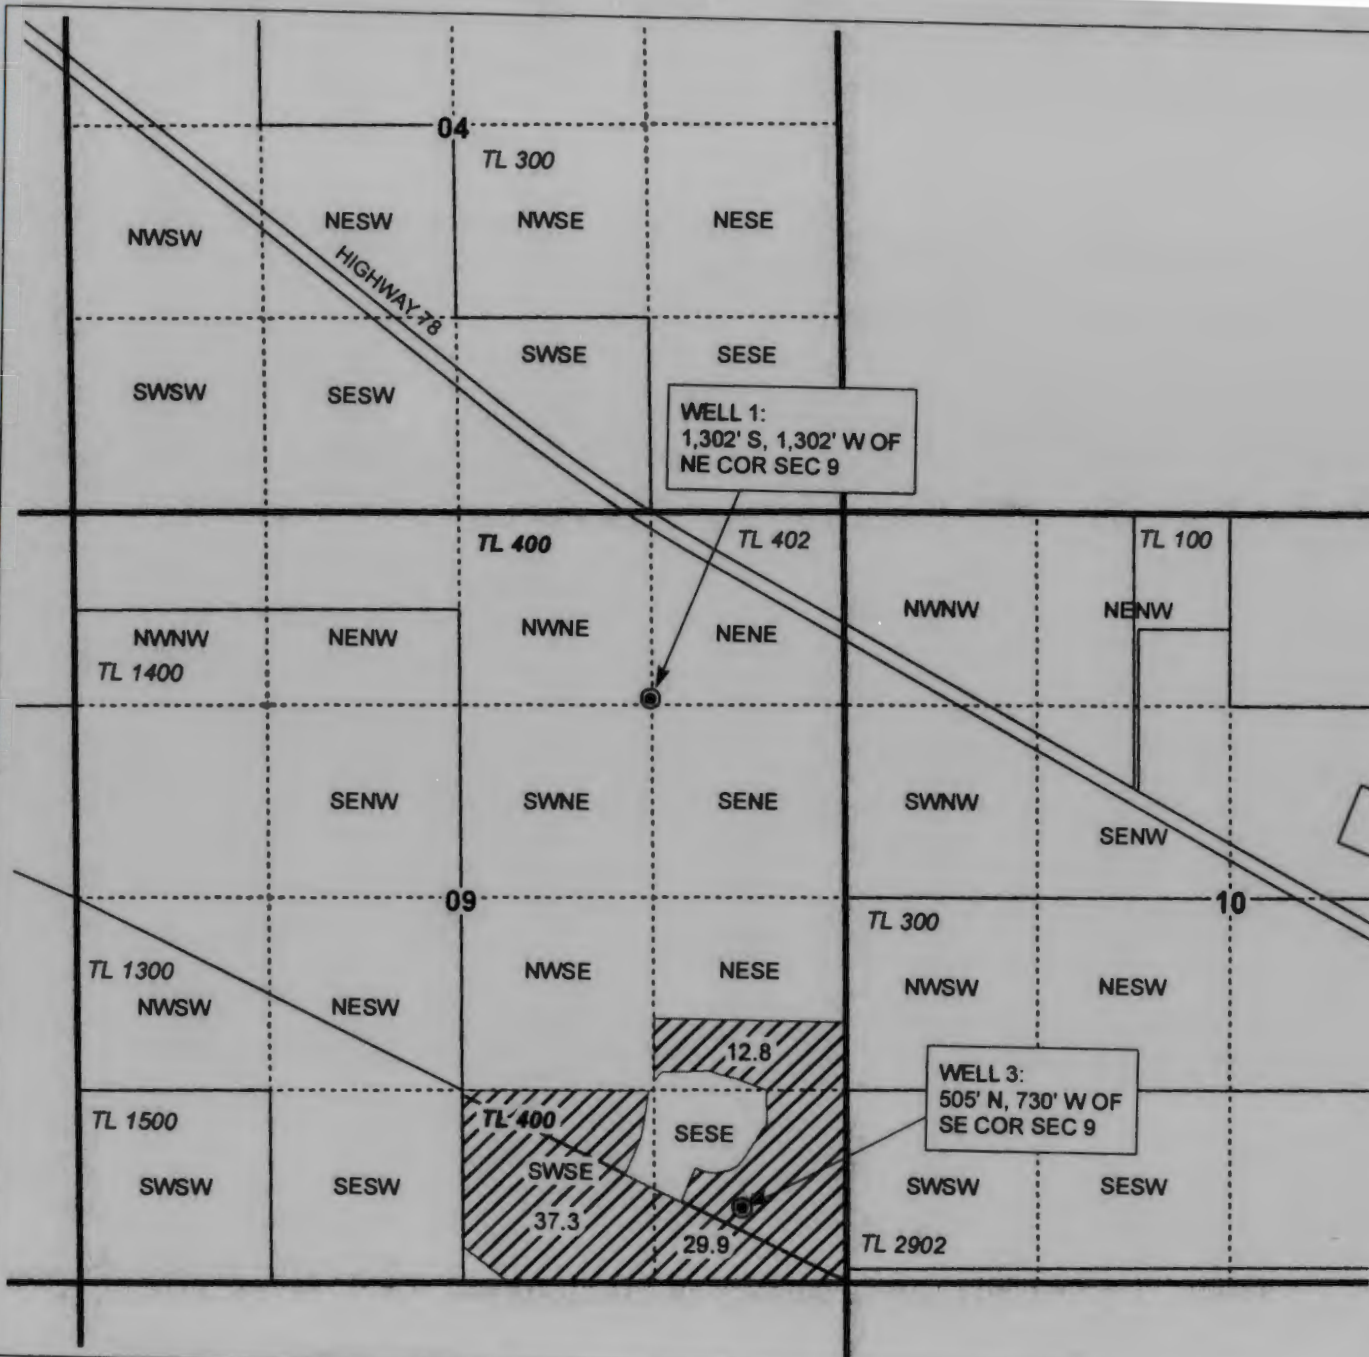 04
TL 300
NWSW
NESW
NWSE
NESE
HIGHWAY 78
SWSW
SESW
SWSE
SESE
WELL 1:
1,302' S, 1,302' W OF
NE COR SEC 9
TL 400
TL 402
TL 100
NWNW
NENW
NWNE
NENE
NWNW
NENW
TL 1400
SENW
SWNE
SENE
SWNW
SENW
09
10
TL 300
TL 1300
NWSW
NESW
NWSE
NESE
NWSW
NESW
12.8
WELL 3:
505' N, 730' W OF
SE COR SEC 9
TL 1500
TL 400
SESE
SWSW
SESW
SWSE
SWSW
SESW
37.3
29.9
TL 2902